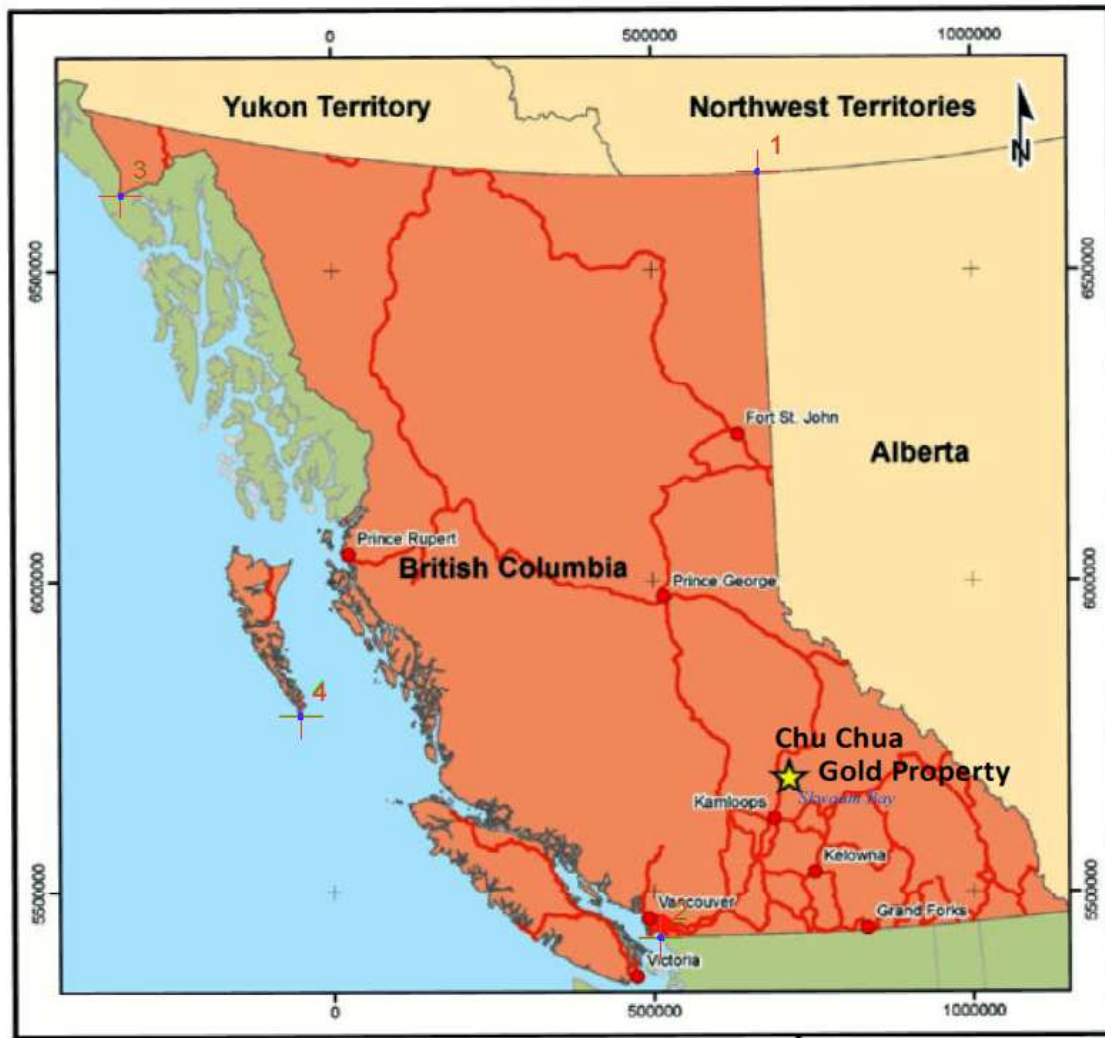 0 500000 1000000
Yukon Territory
Northwest Territories
1
3
N
6500000
6500000
Fort St. John
Alberta
Prince Rupert
British Columbia
Prince George
6000000
6000000
4
Chu Chua
Gold Property
Skwaam Bay
Kamloops
Kelowna
5500000
5500000
Vancouver
2
Grand Forks
Victoria
0 500000 1000000